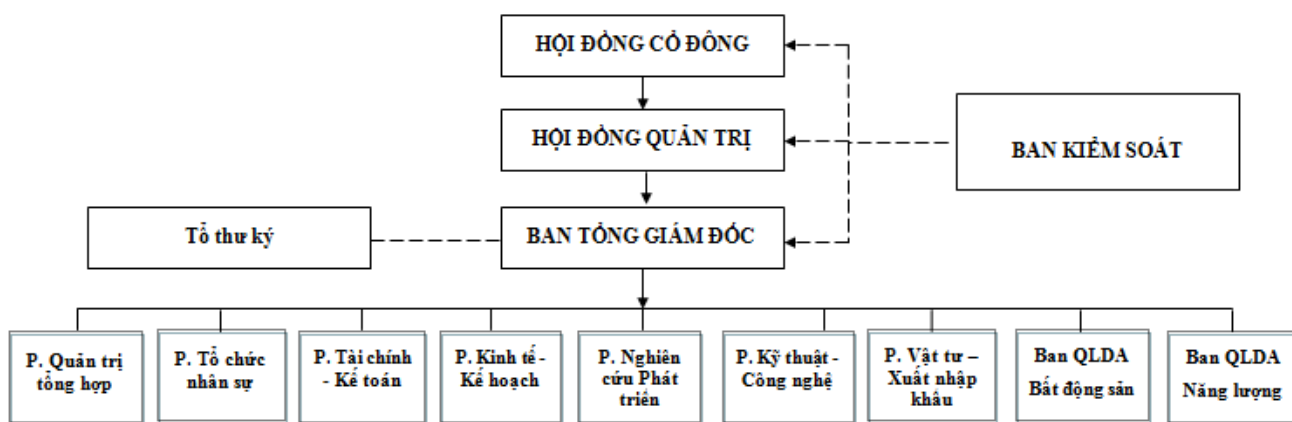 HỘI ĐỒNG CỔ ĐÔNG
HỘI ĐỒNG QUẢN TRỊ
BAN KIỂM SOÁT
Tổ thư ký
BAN TỔNG GIÁM ĐỐC
P. Quản trị
tổng hợp
P. Tổ chức
nhân sự
P. Tài chính
- Kế toán
P. Kinh tế -
Kế hoạch
P. Nghiên
cứu Phát
triển
P. Kỹ thuật -
Công nghệ
P. Vật tư –
Xuất nhập
khẩu
Ban QLDA
Bất động sản
Ban QLDA
Năng lượng